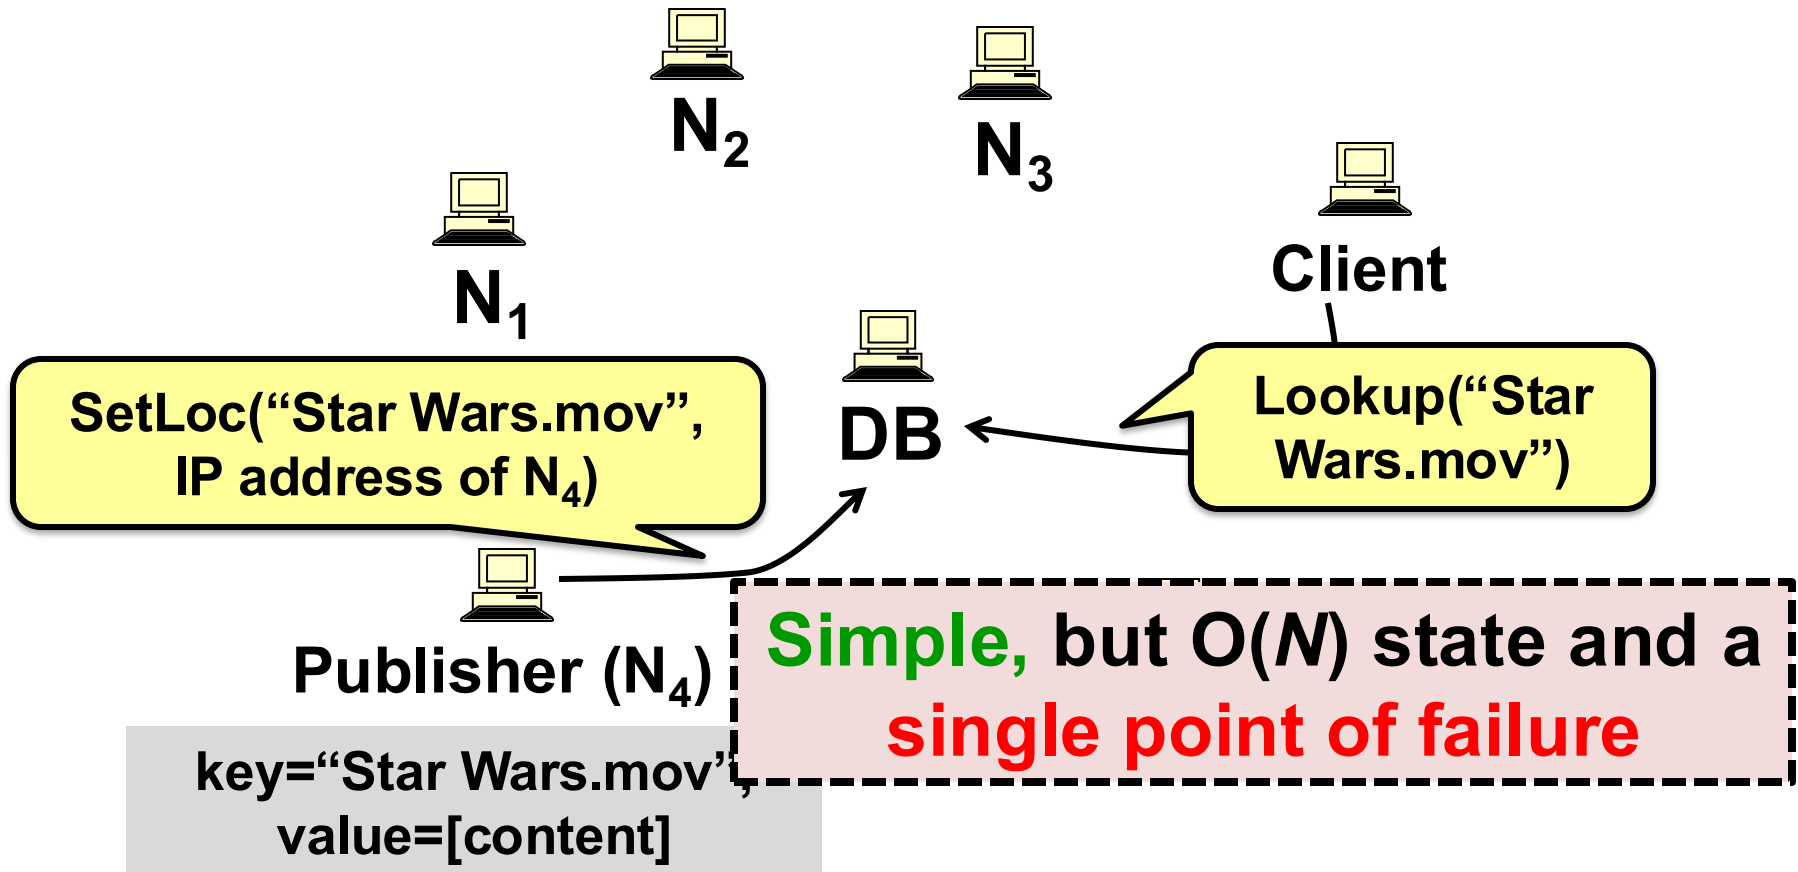 N₂
N₃
N₁
Client
DB
SetLoc(“Star Wars.mov”,
IP address of N₄)
Lookup(“Star
Wars.mov”)
Publisher (N₄)
key=“Star Wars.mov”,
value=[content]
Simple, but O(N) state and a
single point of failure